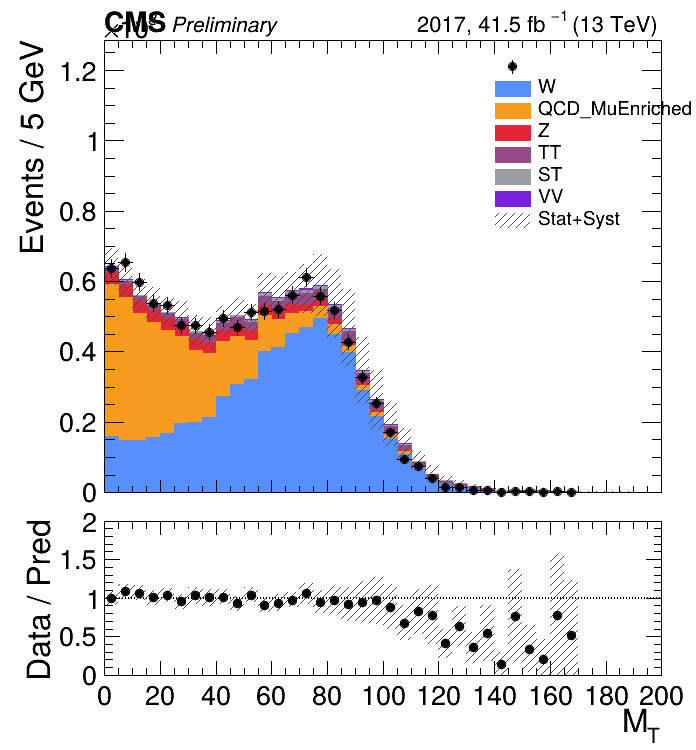 CMS Preliminary 2017, 41.5 fb⁻¹ (13 TeV)
Events / 5 GeV
1.2
1
0.8
0.6
0.4
0.2
0
W
QCD_MuEnriched
Z
TT
ST
VV
Stat+Syst
Data / Pred
2
1.5
1
0.5
0
0 20 40 60 80 100 120 140 160 180 200
M_T